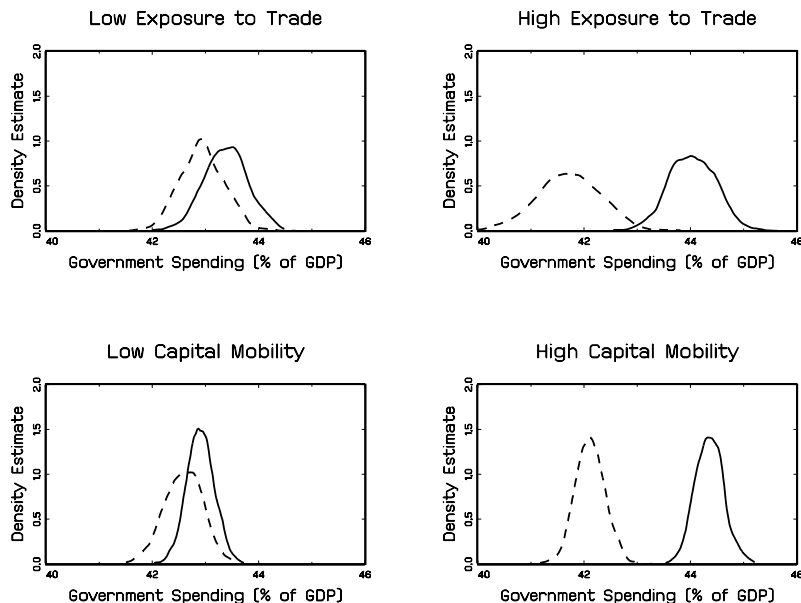 Low Exposure to Trade
Density Estimate
2.0
1.5
1.0
0.5
0.0
40 42 44 46
Government Spending (% of GDP)
High Exposure to Trade
Density Estimate
2.0
1.5
1.0
0.5
0.0
40 42 44 46
Government Spending (% of GDP)
Low Capital Mobility
Density Estimate
2.0
1.5
1.0
0.5
0.0
40 42 44 46
Government Spending (% of GDP)
High Capital Mobility
Density Estimate
2.0
1.5
1.0
0.5
0.0
40 42 44 46
Government Spending (% of GDP)